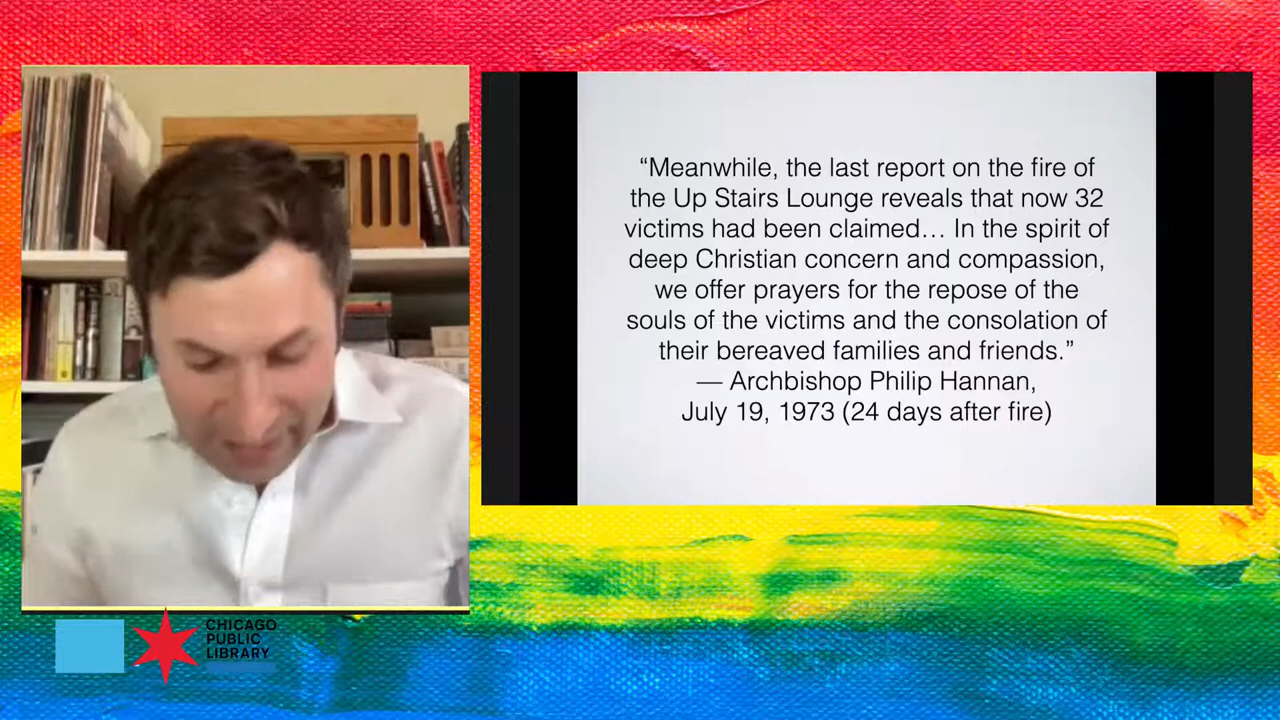 “Meanwhile, the last report on the fire of
the Up Stairs Lounge reveals that now 32
victims had been claimed… In the spirit of
deep Christian concern and compassion,
we offer prayers for the repose of the
souls of the victims and the consolation of
their bereaved families and friends.”
— Archbishop Philip Hannan,
July 19, 1973 (24 days after fire)
CHICAGO
PUBLIC
LIBRARY